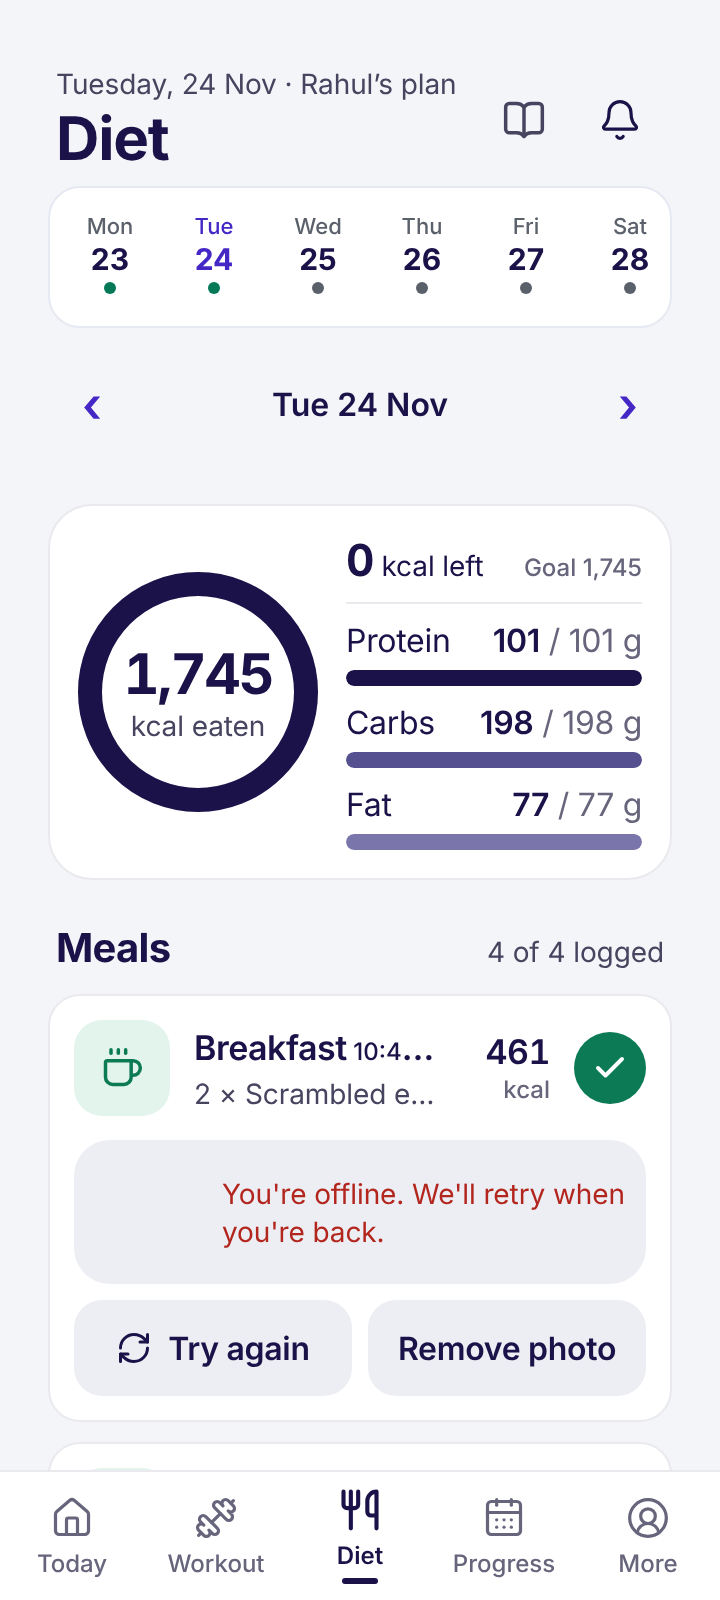 Tuesday, 24 Nov · Rahul’s plan
Diet
Mon Tue Wed Thu Fri Sat
23 24 25 26 27 28
‹ Tue 24 Nov ›
0 kcal left Goal 1,745
1,745
kcal eaten
Protein 101 / 101 g
Carbs 198 / 198 g
Fat 77 / 77 g
Meals 4 of 4 logged
Breakfast 10:4... 461
2 × Scrambled e... kcal
You're offline. We'll retry when
you're back.
Try again Remove photo
Today Workout Diet Progress More